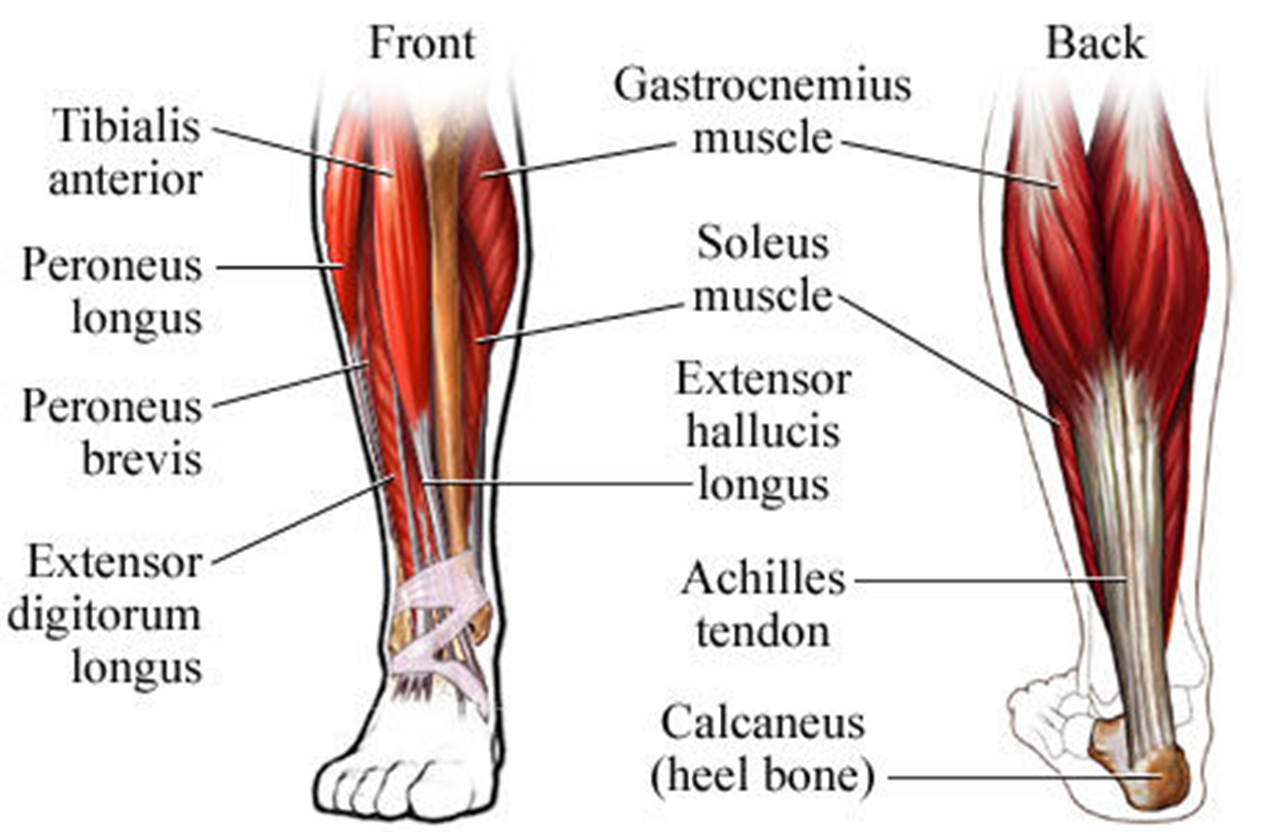 Front
Back
Tibialis
anterior
Peroneus
longus
Peroneus
brevis
Extensor
digitorum
longus
Gastrocnemius
muscle
Soleus
muscle
Extensor
hallucis
longus
Achilles
tendon
Calcaneus
(heel bone)